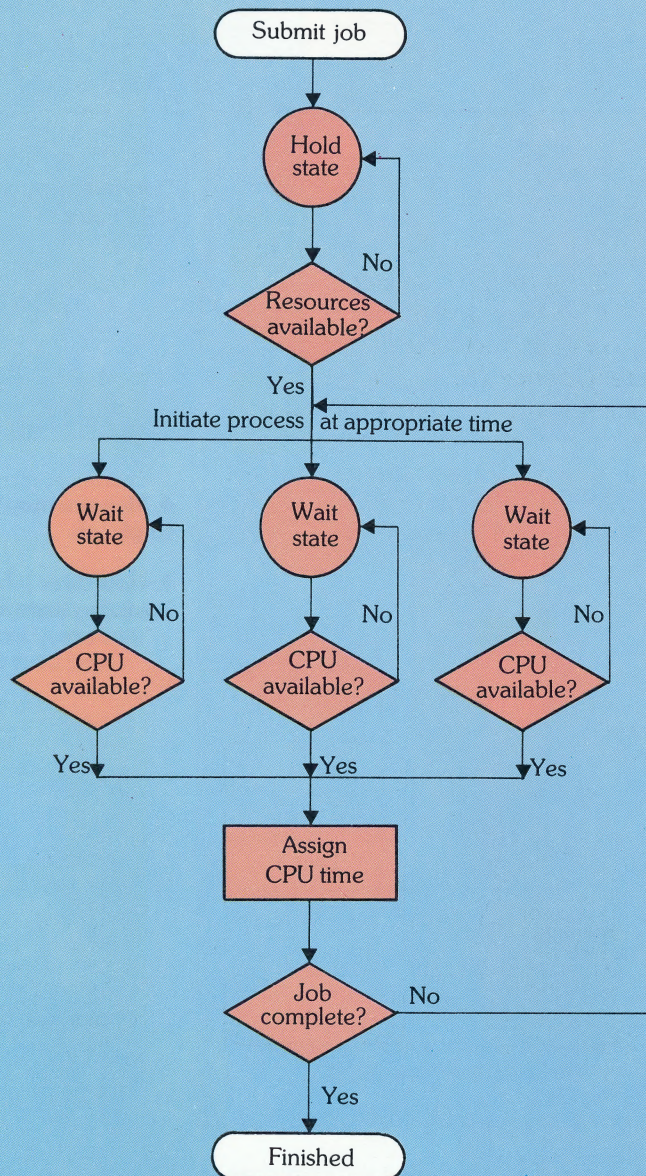 Submit job
Hold
state
No
Resources
available?
Yes
Initiate process at appropriate time
Wait
state
Wait
state
Wait
state
No
No
No
CPU
available?
CPU
available?
CPU
available?
Yes
Yes
Yes
Assign
CPU time
Job
complete?
No
Yes
Finished